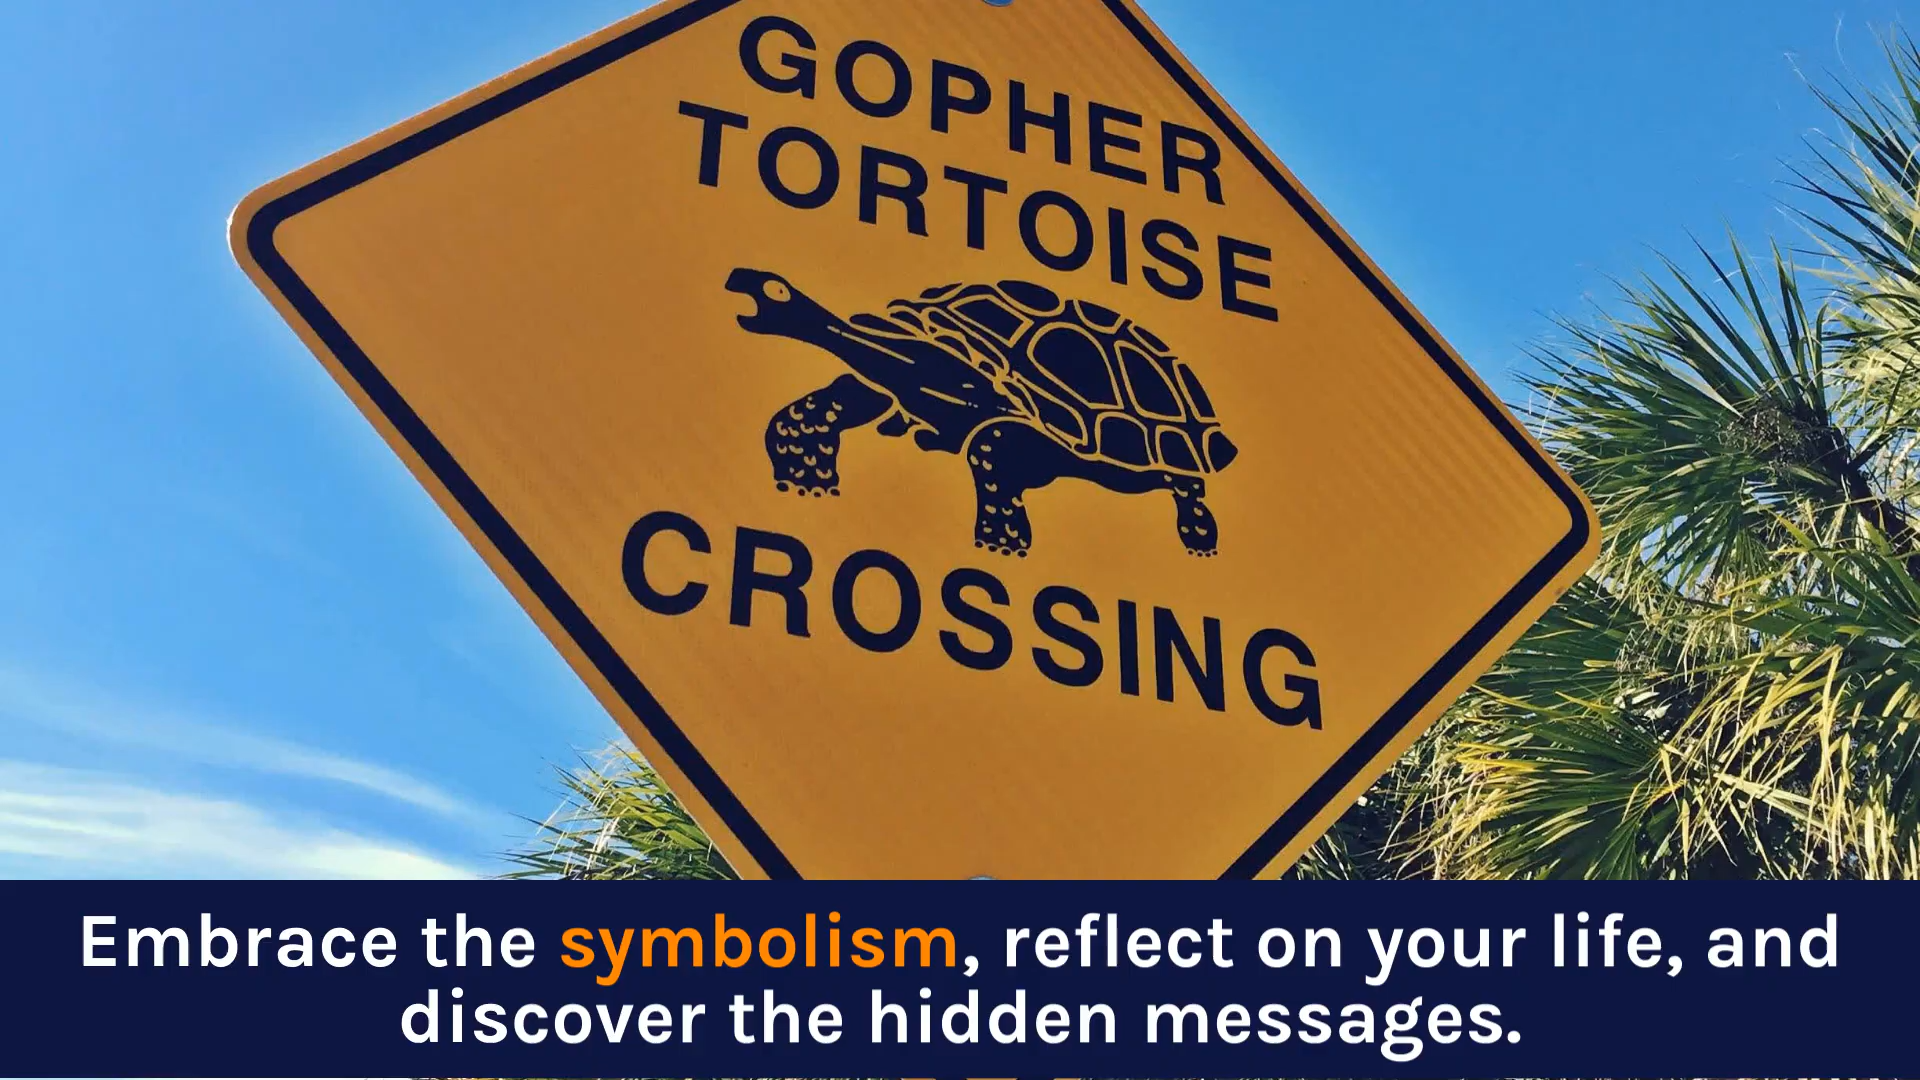 GOPHER
TORTOISE
CROSSING
Embrace the symbolism, reflect on your life, and
discover the hidden messages.